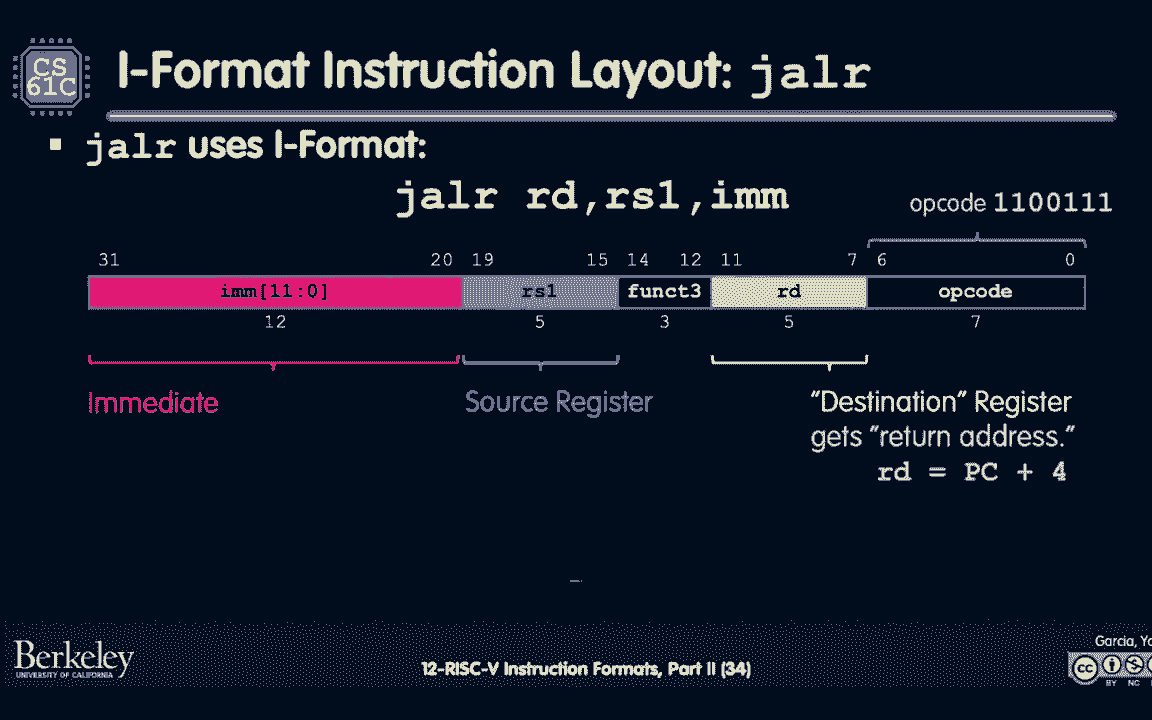 CS
61C
I-Format Instruction Layout: jalr
▪ jalr uses I-Format:
jalr rd,rs1,imm
opcode 1100111
31 20 19 15 14 12 11 7 6 0
imm[11:0] rs1 funct3 rd opcode
12 5 3 5 7
Immediate
Source Register
"Destination" Register
gets "return address."
rd = PC + 4
Berkeley
UNIVERSITY OF CALIFORNIA
12-RISC-V Instruction Formats, Part II (34)
Garcia,
cc
BY NC